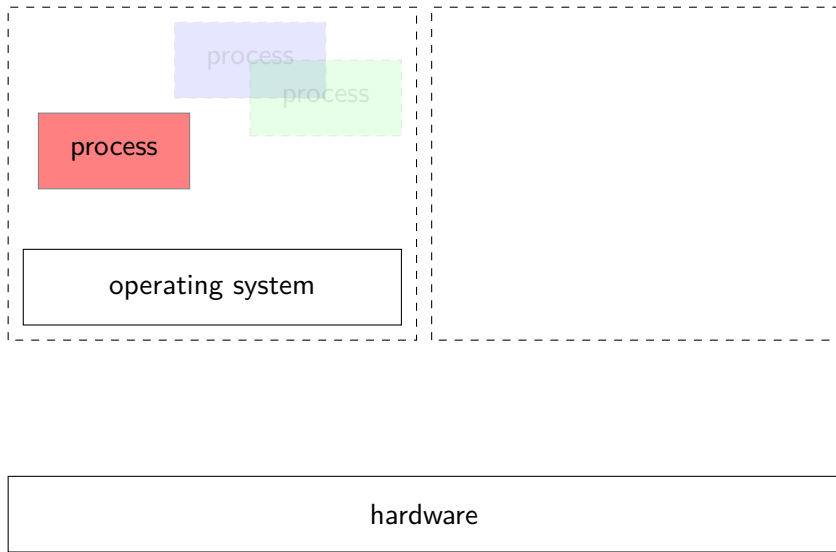 process
process
process
operating system
hardware